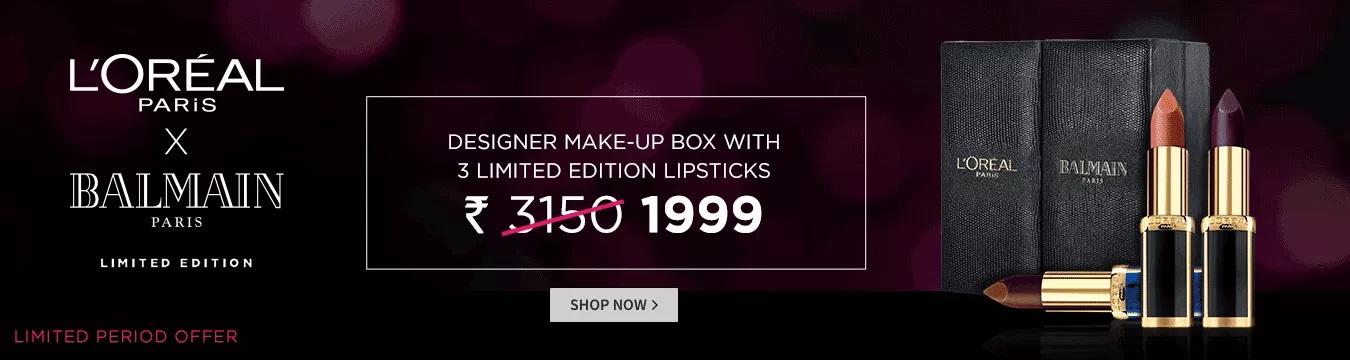 L'ORÉAL
PARIS
X
BALMAIN
PARIS
LIMITED EDITION
LIMITED PERIOD OFFER
DESIGNER MAKE-UP BOX WITH
3 LIMITED EDITION LIPSTICKS
₹ 3150 1999
SHOP NOW >
L'ORÉAL
PARIS
BALMAIN
PARIS